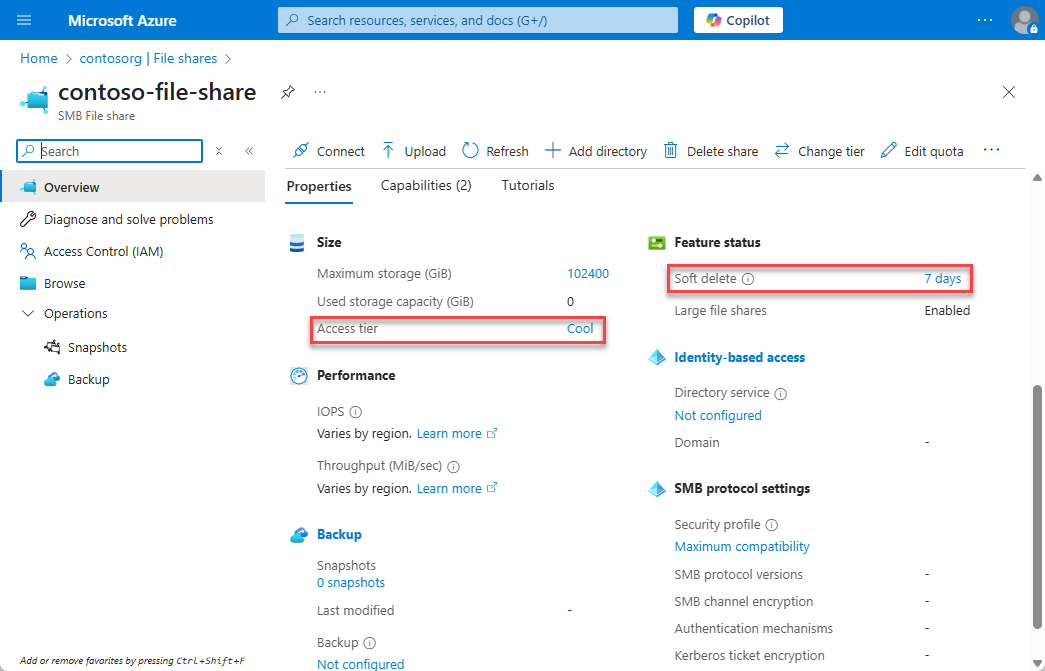 Microsoft Azure
Search resources, services, and docs (G+/)
Copilot
Home > contosorg | File shares >
contoso-file-share
SMB File share
Search
Connect Upload Refresh Add directory Delete share Change tier Edit quota
Overview
Diagnose and solve problems
Access Control (IAM)
Browse
Operations
Snapshots
Backup
Properties Capabilities (2) Tutorials
Size
Maximum storage (GiB) 102400
Used storage capacity (GiB) 0
Access tier Cool
Performance
IOPS
Varies by region. Learn more
Throughput (MiB/sec)
Varies by region. Learn more
Backup
Snapshots
0 snapshots
Last modified -
Backup
Not configured
Feature status
Soft delete 7 days
Large file shares Enabled
Identity-based access
Directory service
Not configured
Domain -
SMB protocol settings
Security profile
Maximum compatibility
SMB protocol versions -
SMB channel encryption -
Authentication mechanisms -
Kerberos ticket encryption -
Add or remove favorites by pressing Ctrl+Shift+F